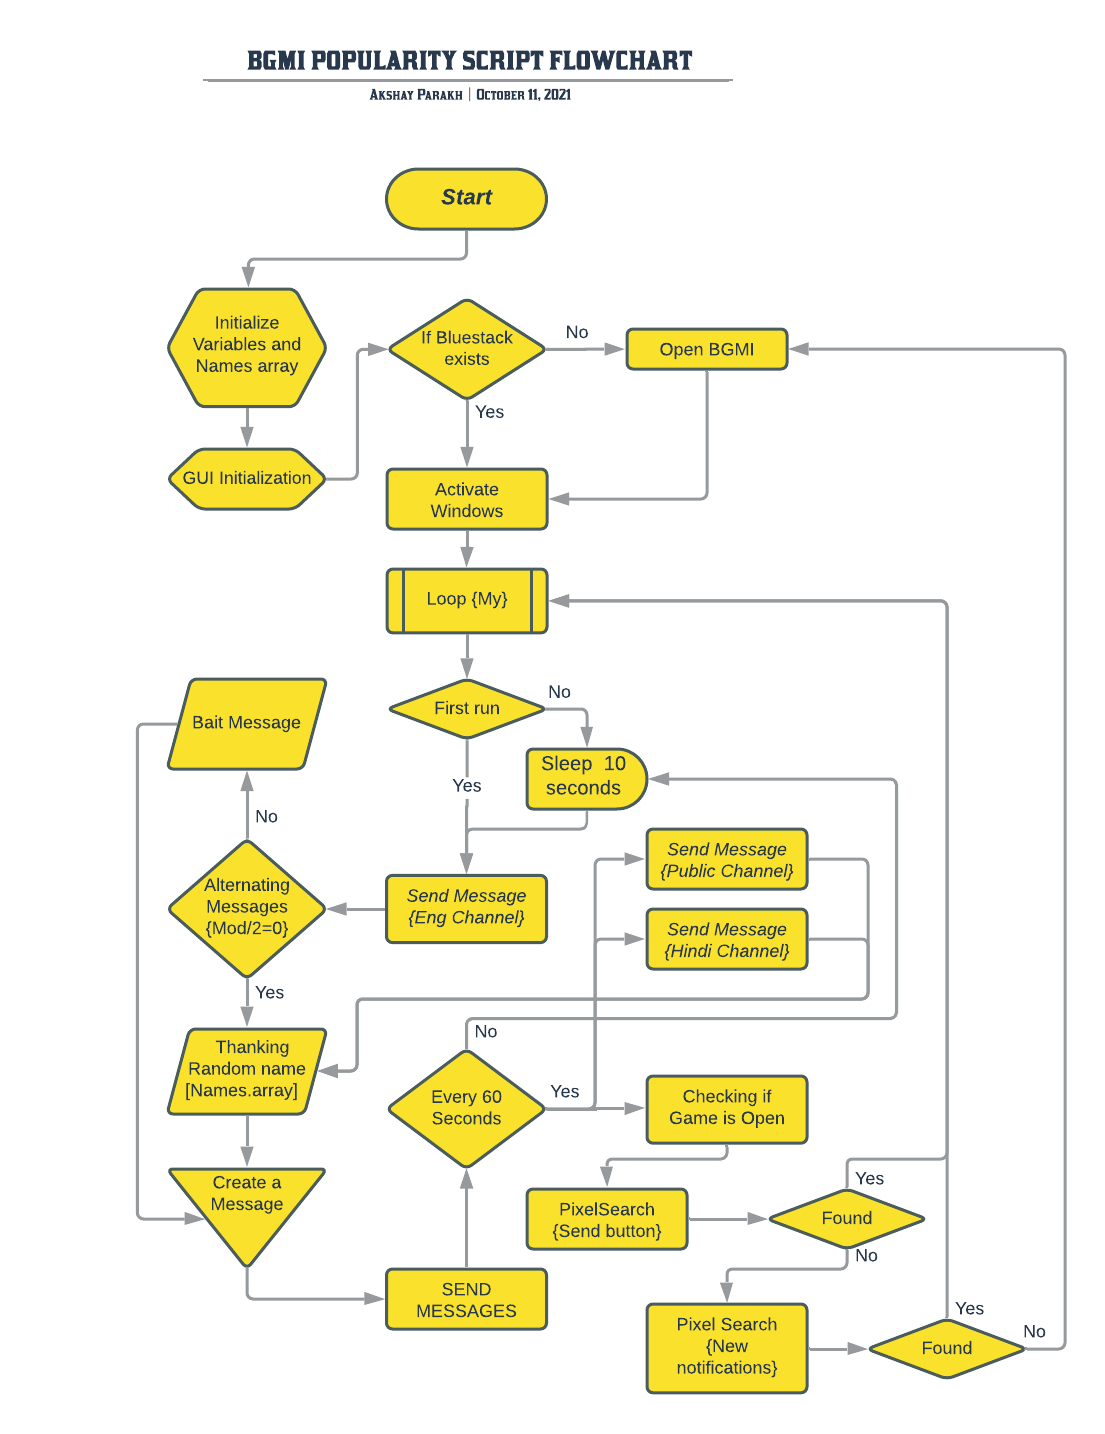 BGMI POPULARITY SCRIPT FLOWCHART
AKSHAY PARAKH | OCTOBER 11, 2021
Start
Initialize
Variables and
Names array
GUI Initialization
If Bluestack
exists
No
Yes
Open BGMI
Activate
Windows
Loop {My}
First run
No
Yes
Sleep 10
seconds
Send Message
{Eng Channel}
Bait Message
No
Alternating
Messages
{Mod/2=0}
Yes
Thanking
Random name
[Names.array]
Create a
Message
SEND
MESSAGES
Every 60
Seconds
No
Yes
Send Message
{Public Channel}
Send Message
{Hindi Channel}
Checking if
Game is Open
PixelSearch
{Send button}
Found
Yes
No
Pixel Search
{New
notifications}
Found
Yes
No